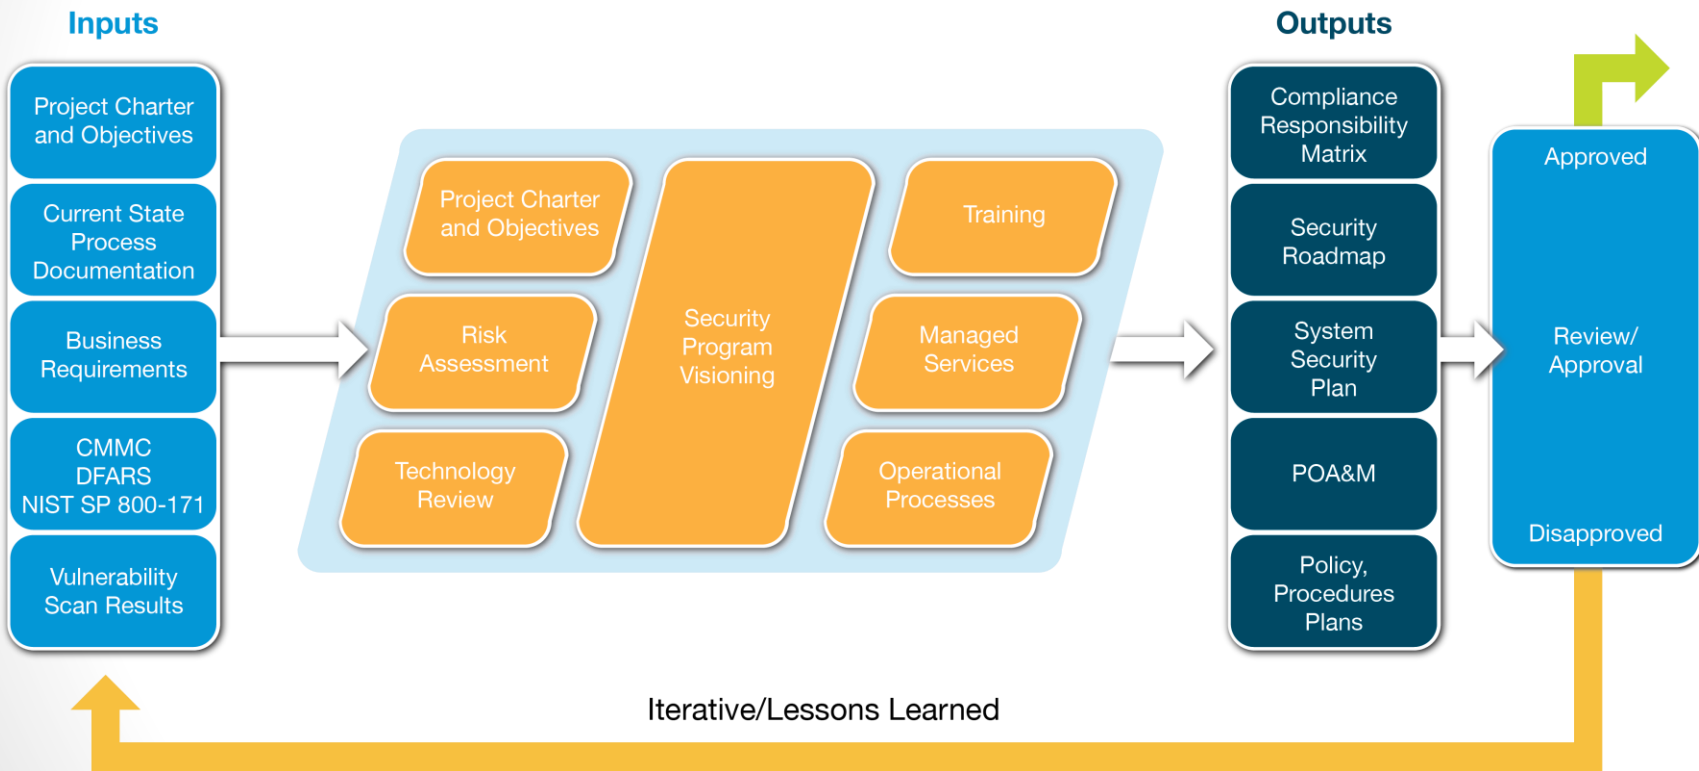 Inputs
Project Charter
and Objectives
Current State
Process
Documentation
Business
Requirements
CMMC
DFARS
NIST SP 800-171
Vulnerability
Scan Results
Project Charter
and Objectives
Risk
Assessment
Technology
Review
Security
Program
Visioning
Training
Managed
Services
Operational
Processes
Outputs
Compliance
Responsibility
Matrix
Security
Roadmap
System
Security
Plan
POA&M
Policy,
Procedures
Plans
Approved
Review/
Approval
Disapproved
Iterative/Lessons Learned